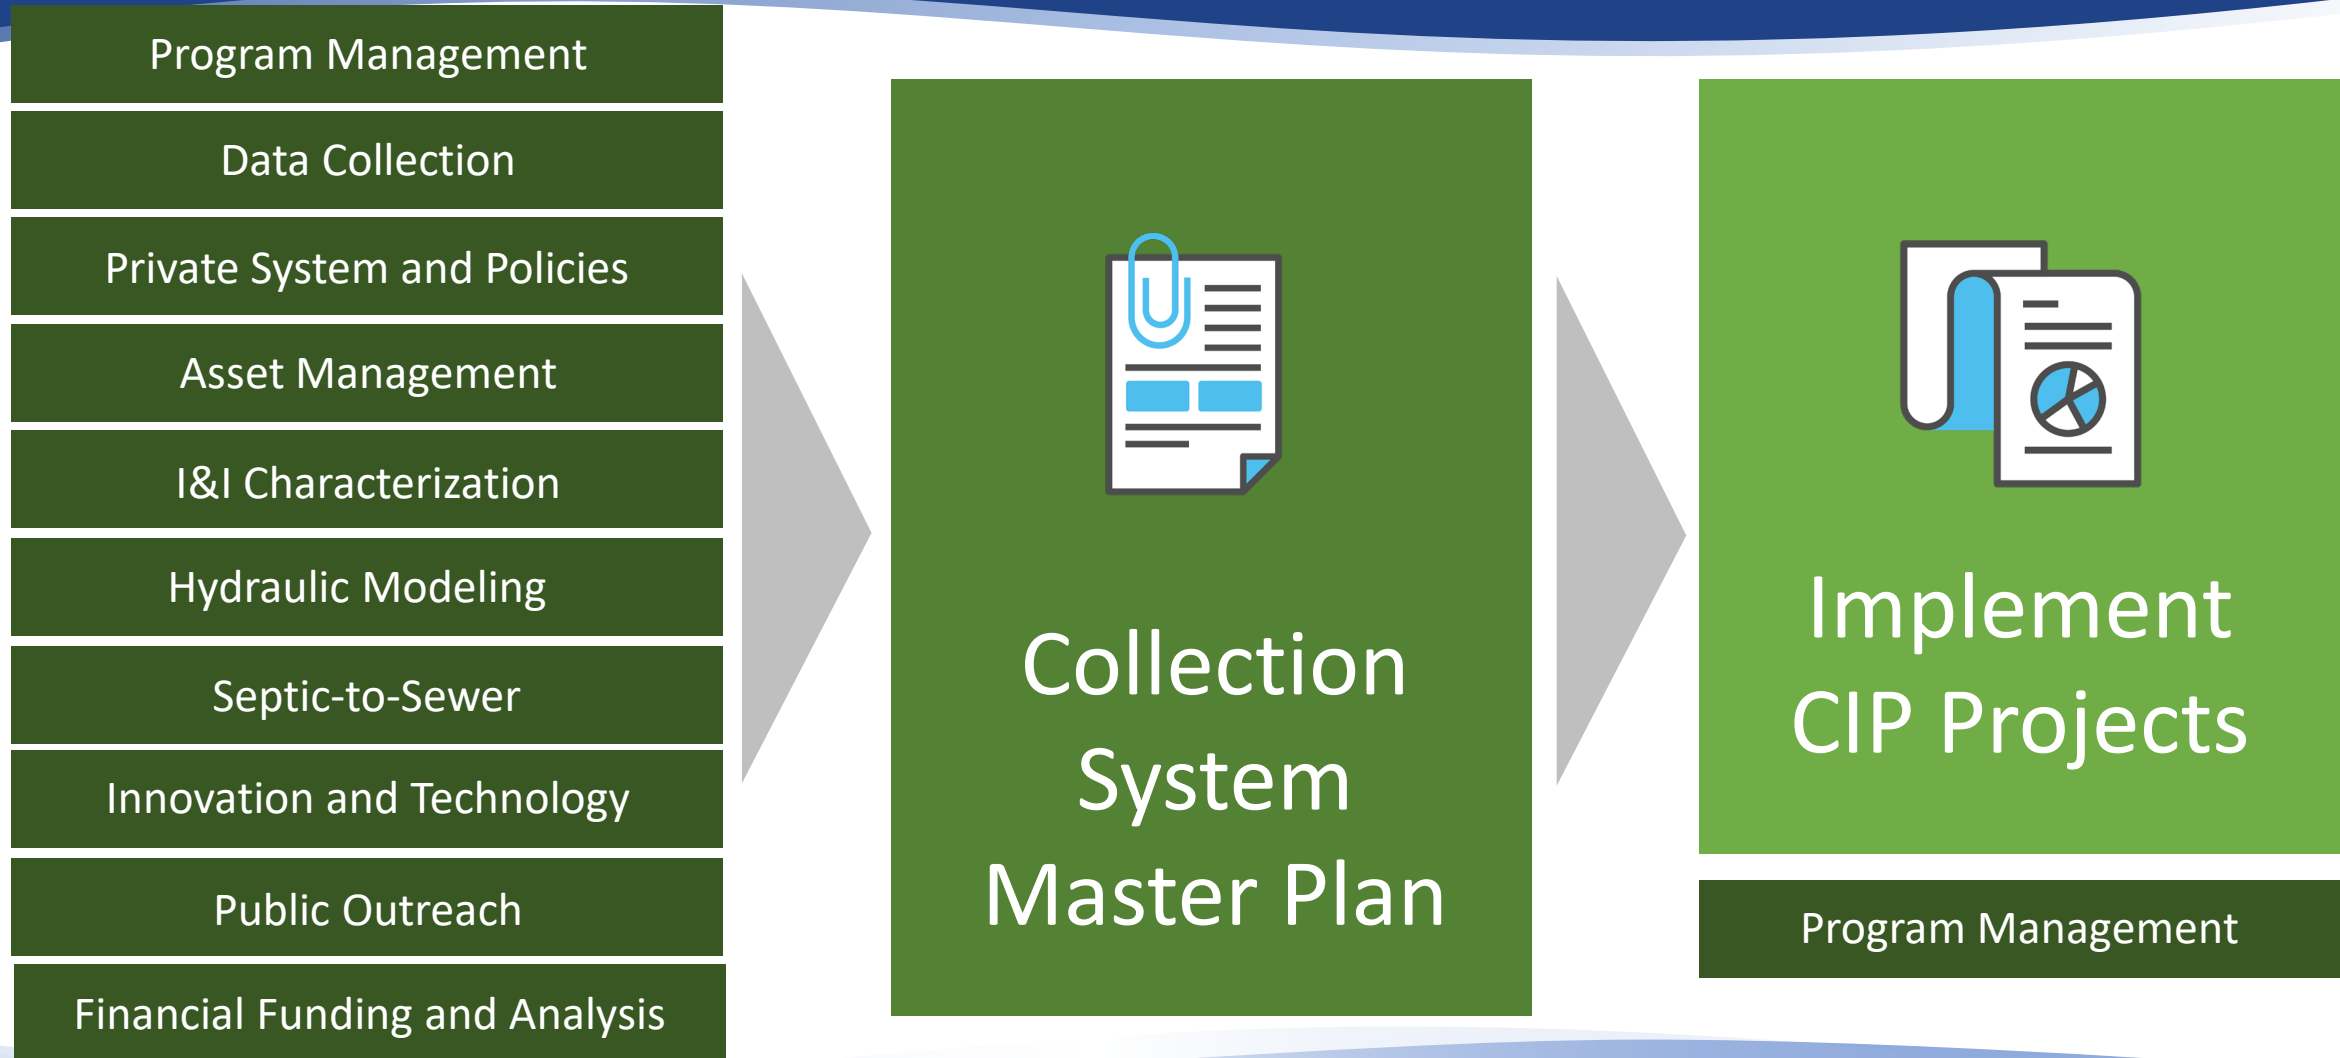 Program Management
Data Collection
Private System and Policies
Asset Management
I&I Characterization
Hydraulic Modeling
Septic-to-Sewer
Innovation and Technology
Public Outreach
Financial Funding and Analysis
Collection
System
Master Plan
Implement
CIP Projects
Program Management